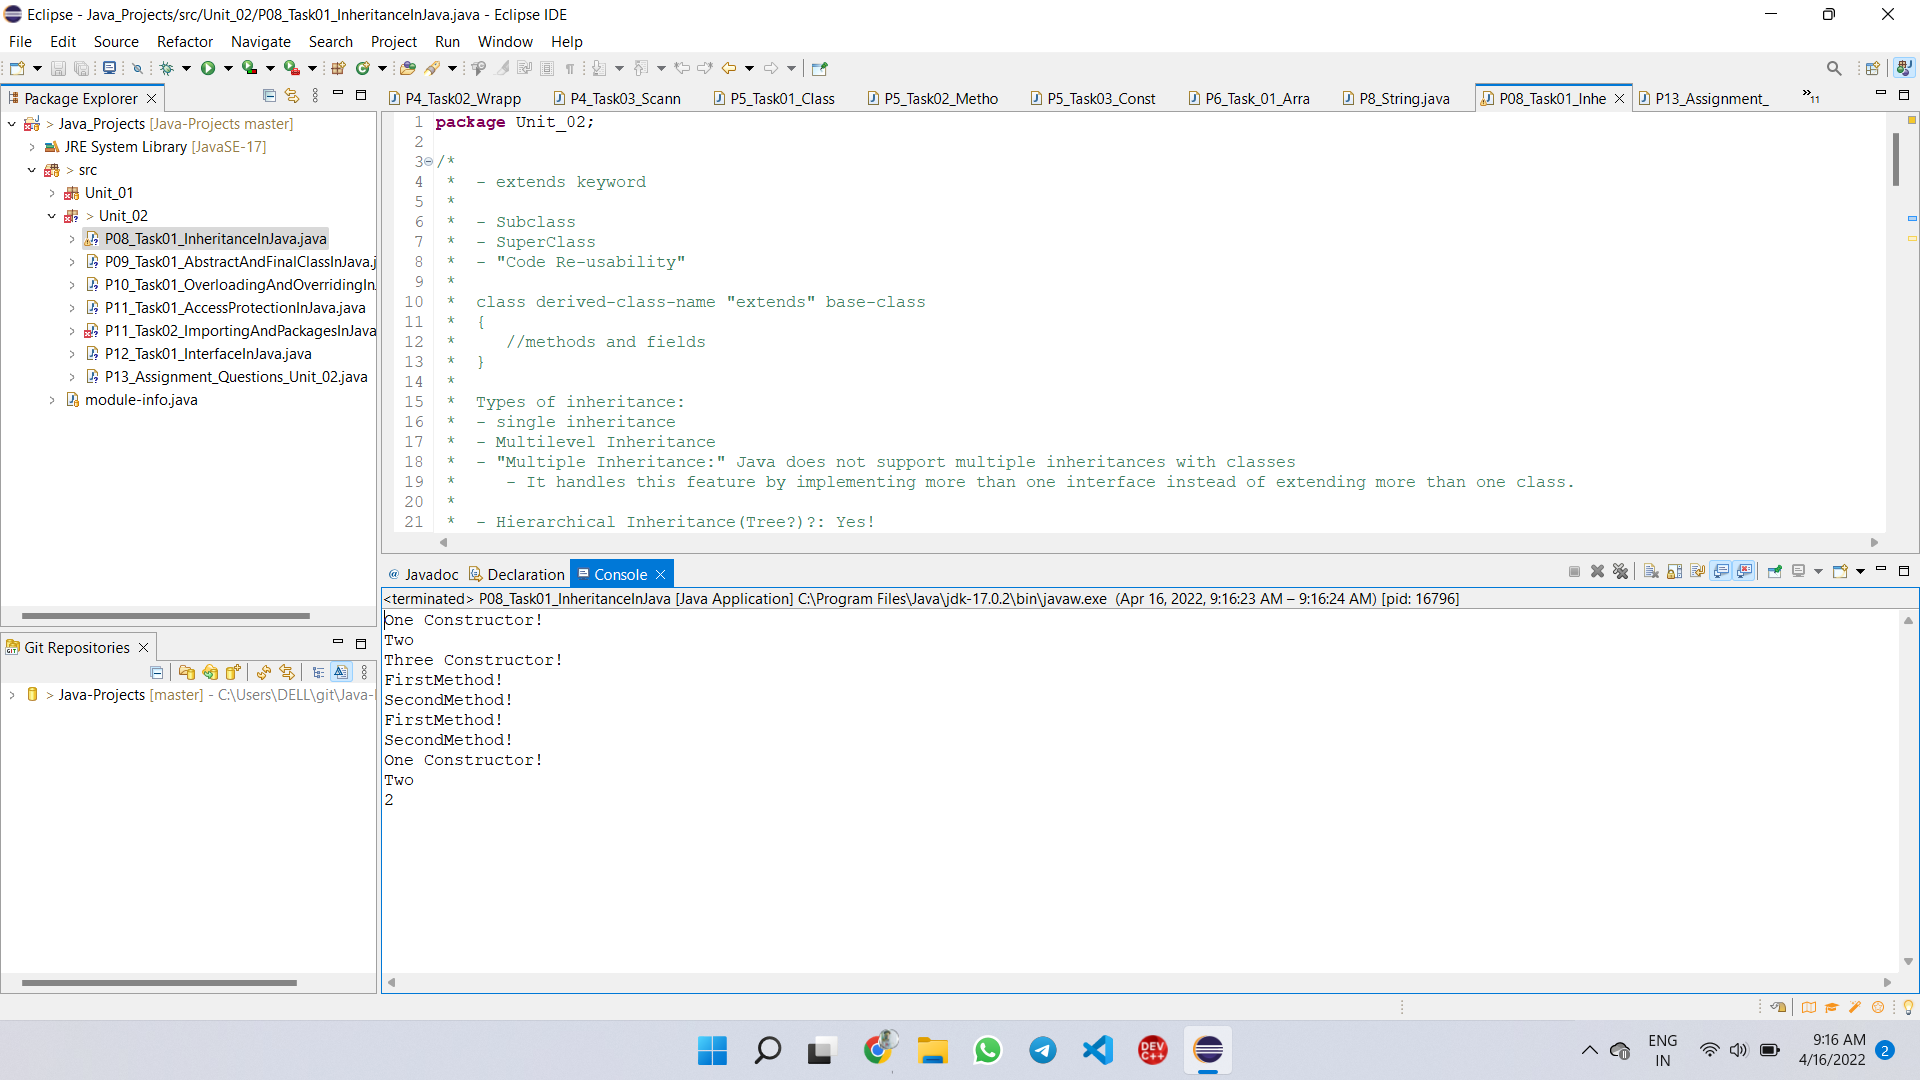 Eclipse - Java_Projects/src/Unit_02/P08_Task01_InheritanceInJava.java - Eclipse IDE
File Edit Source Refactor Navigate Search Project Run Window Help
Package Explorer
P4_Task02_Wrapp P4_Task03_Scann P5_Task01_Class P5_Task02_Metho P5_Task03_Const P6_Task_01_Arra P8_String.java P08_Task01_Inhe P13_Assignment_ »11
> Java_Projects [Java-Projects master]
JRE System Library [JavaSE-17]
> src
Unit_01
> Unit_02
P08_Task01_InheritanceInJava.java
P09_Task01_AbstractAndFinalClassInJava.j
P10_Task01_OverloadingAndOverridingIn
P11_Task01_AccessProtectionInJava.java
P11_Task02_ImportingAndPackagesInJava
P12_Task01_InterfaceInJava.java
P13_Assignment_Questions_Unit_02.java
module-info.java
1 package Unit_02;
2
3 /*
4 * - extends keyword
5 *
6 * - Subclass
7 * - SuperClass
8 * - "Code Re-usability"
9 *
10 * class derived-class-name "extends" base-class
11 * {
12 * //methods and fields
13 * }
14 *
15 * Types of inheritance:
16 * - single inheritance
17 * - Multilevel Inheritance
18 * - "Multiple Inheritance:" Java does not support multiple inheritances with classes
19 * - It handles this feature by implementing more than one interface instead of extending more than one class.
20 *
21 * - Hierarchical Inheritance(Tree?)?: Yes!
Git Repositories
> Java-Projects [master] - C:\Users\DELL\git\Java-
@ Javadoc Declaration Console
<terminated> P08_Task01_InheritanceInJava [Java Application] C:\Program Files\Java\jdk-17.0.2\bin\javaw.exe (Apr 16, 2022, 9:16:23 AM – 9:16:24 AM) [pid: 16796]
One Constructor!
Two
Three Constructor!
FirstMethod!
SecondMethod!
FirstMethod!
SecondMethod!
One Constructor!
Two
2
DEV C++
ENG
IN
9:16 AM
4/16/2022
2